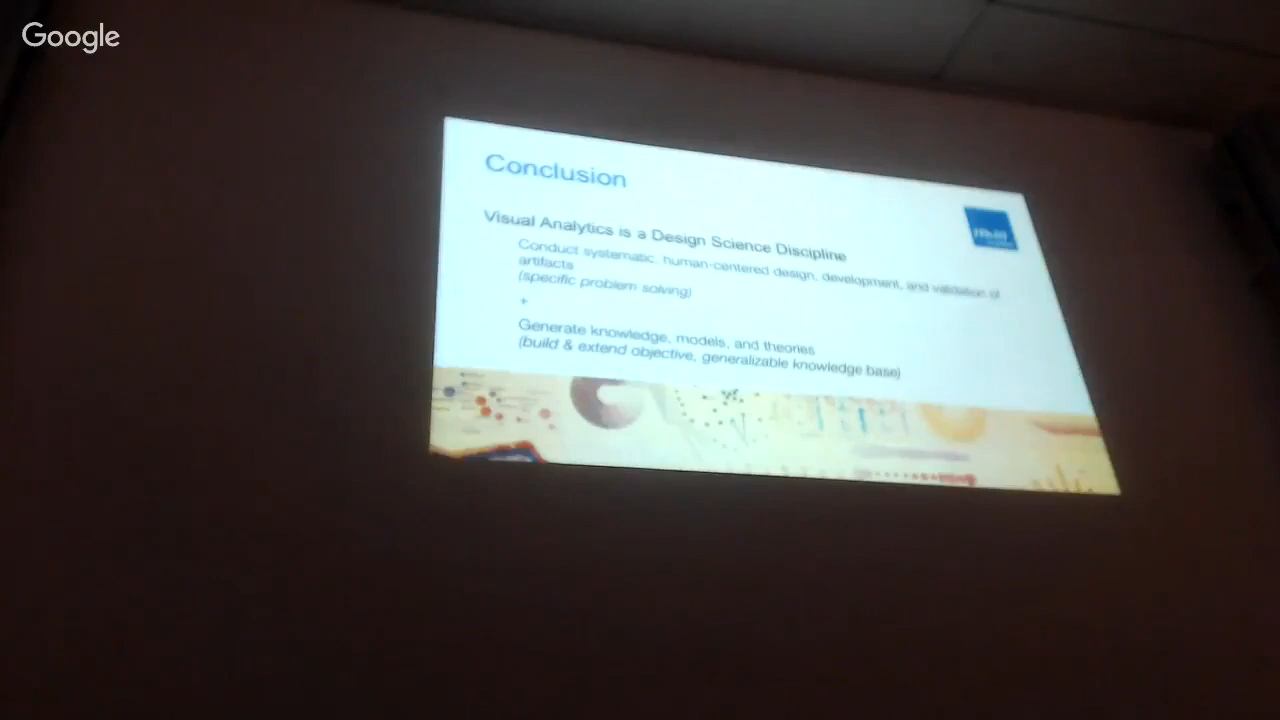 Google
Conclusion
Visual Analytics is a Design Science Discipline
Conduct systematic, human-centered design, development, and validation of
artifacts
(specific problem solving)
+
Generate knowledge, models, and theories
(build & extend objective, generalizable knowledge base)